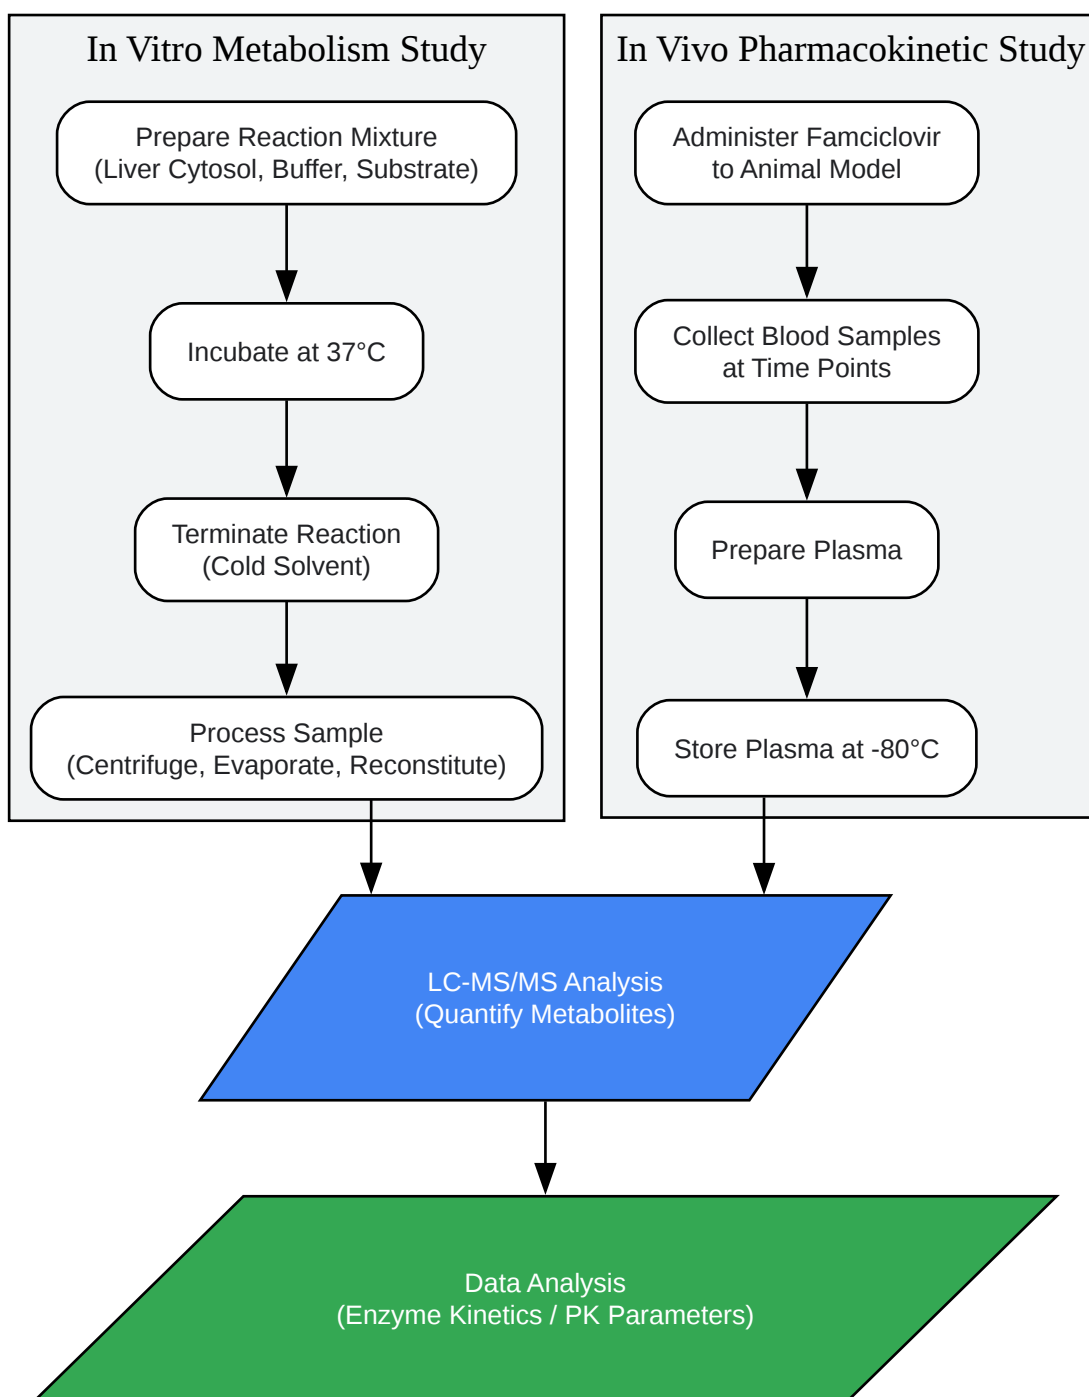 In Vitro Metabolism Study
Prepare Reaction Mixture
(Liver Cytosol, Buffer, Substrate)
Incubate at 37°C
Terminate Reaction
(Cold Solvent)
Process Sample
(Centrifuge, Evaporate, Reconstitute)
In Vivo Pharmacokinetic Study
Administer Famciclovir
to Animal Model
Collect Blood Samples
at Time Points
Prepare Plasma
Store Plasma at -80°C
LC-MS/MS Analysis
(Quantify Metabolites)
Data Analysis
(Enzyme Kinetics / PK Parameters)